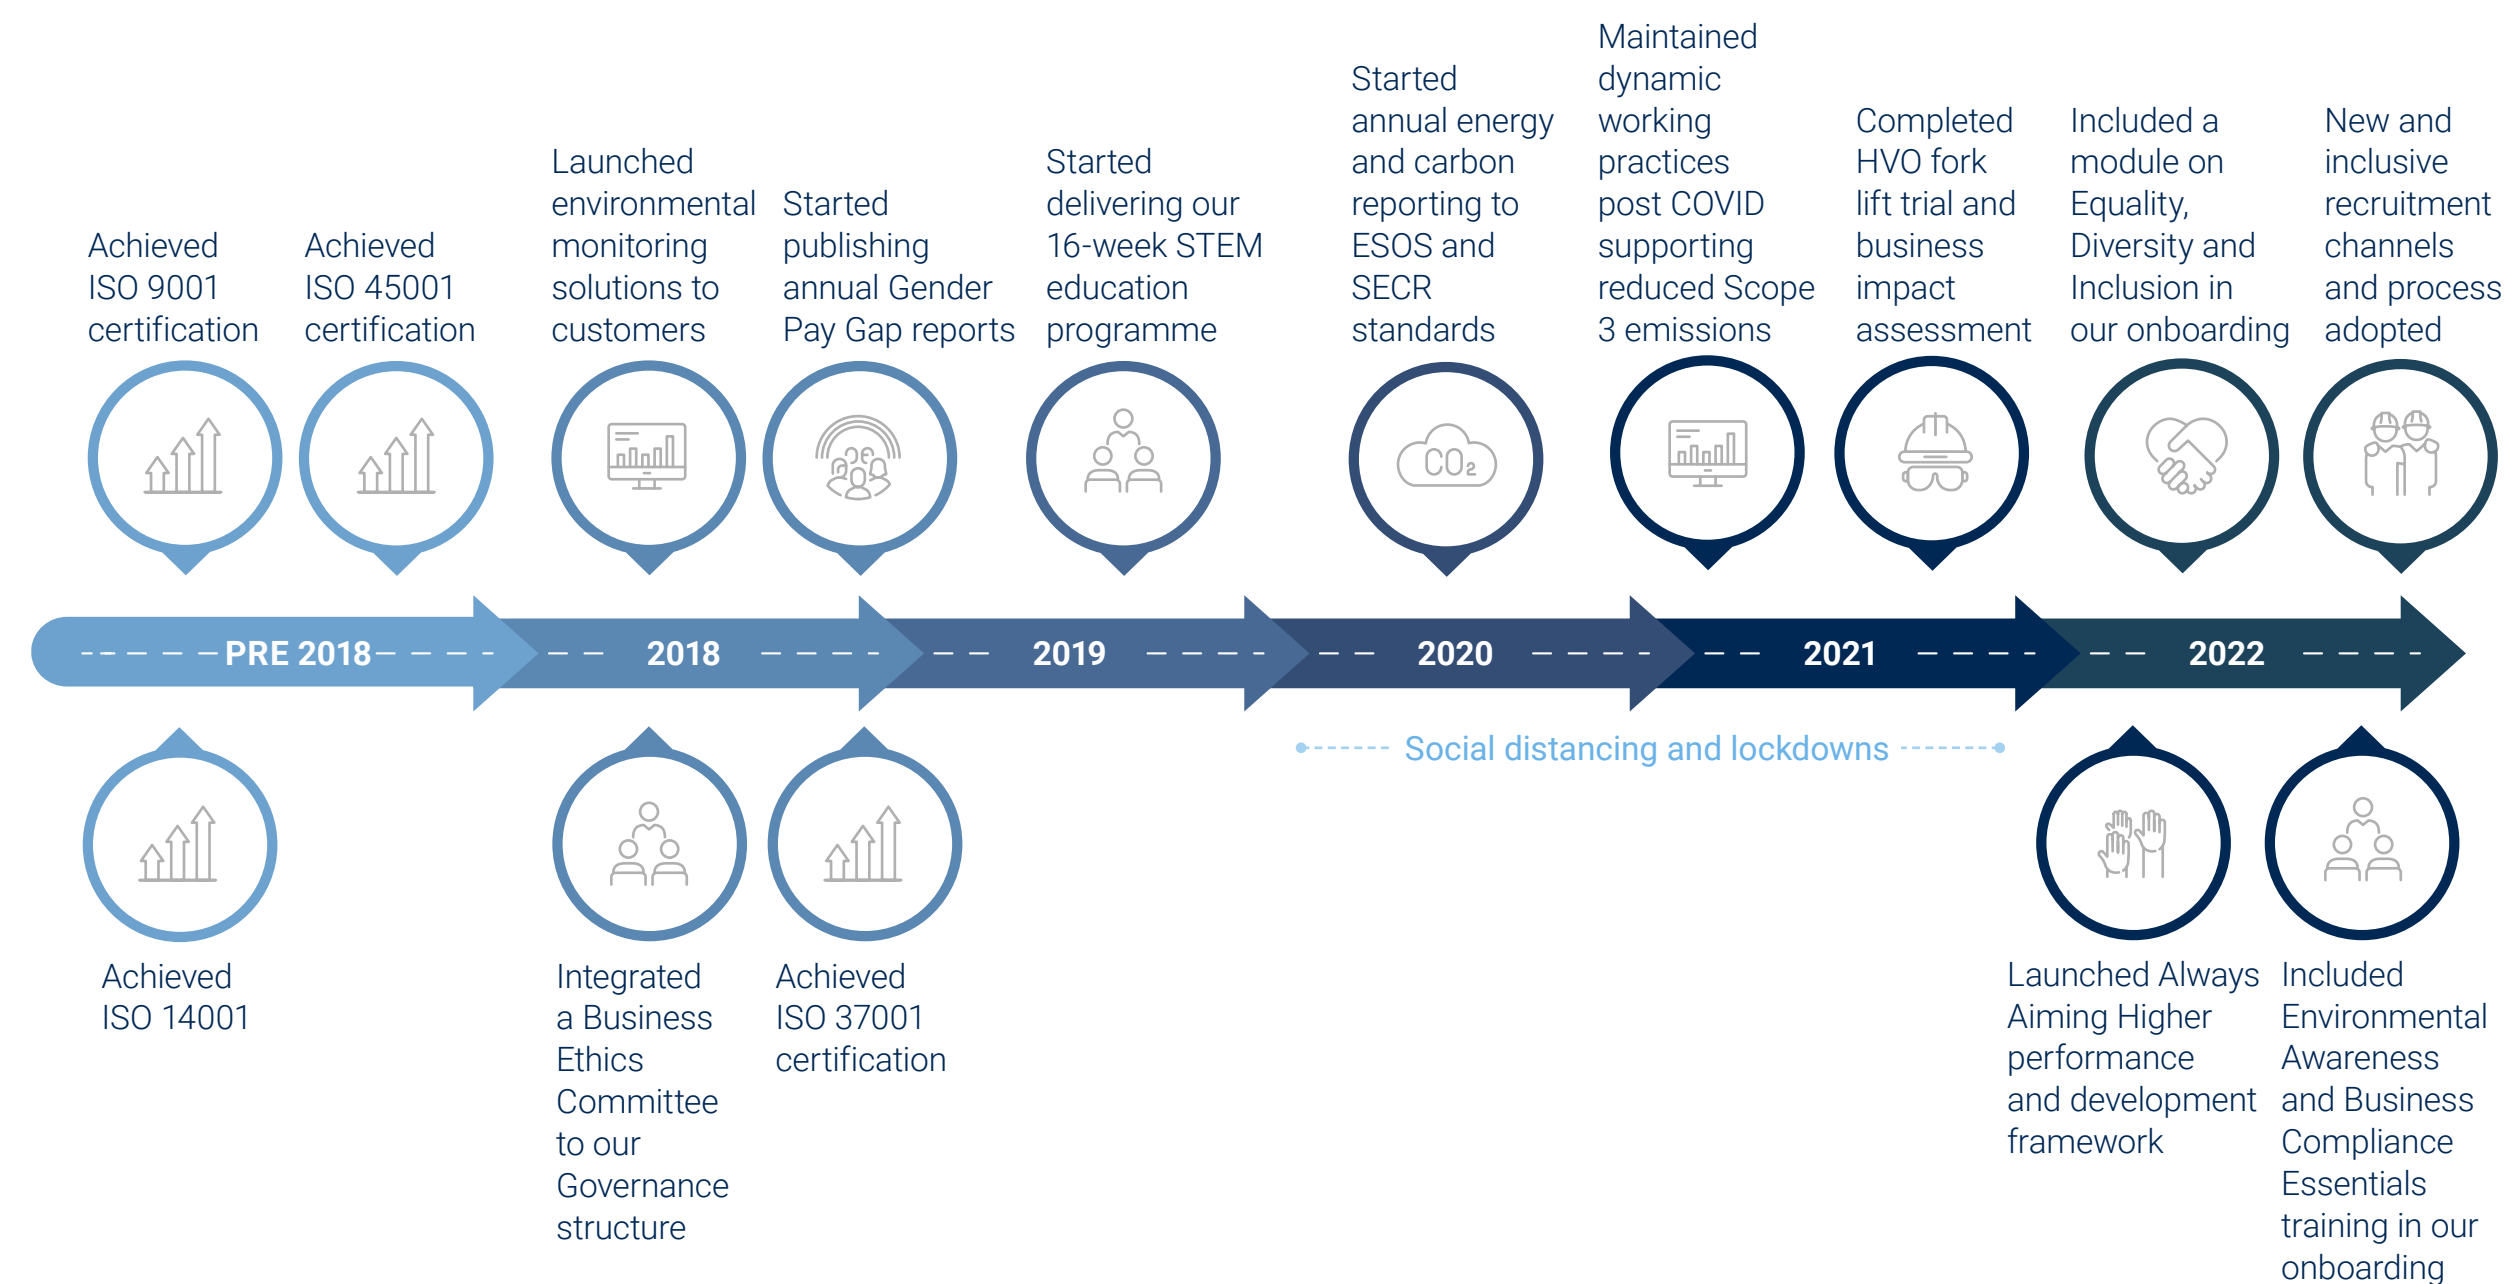 Achieved
ISO 9001
certification
Achieved
ISO 45001
certification
Launched
environmental
monitoring
solutions to
customers
Started
publishing
annual Gender
Pay Gap reports
Started
delivering our
16-week STEM
education
programme
Started
annual energy
and carbon
reporting to
ESOS and
SECR
standards
Maintained
dynamic
working
practices
post COVID
supporting
reduced Scope
3 emissions
Completed
HVO fork
lift trial and
business
impact
assessment
Included a
module on
Equality,
Diversity and
Inclusion in
our onboarding
New and
inclusive
recruitment
channels
and process
adopted
CO₂
PRE 2018
2018
2019
2020
2021
2022
Social distancing and lockdowns
Achieved
ISO 14001
Integrated
a Business
Ethics
Committee
to our
Governance
structure
Achieved
ISO 37001
certification
Launched Always
Aiming Higher
performance
and development
framework
Included
Environmental
Awareness
and Business
Compliance
Essentials
training in our
onboarding